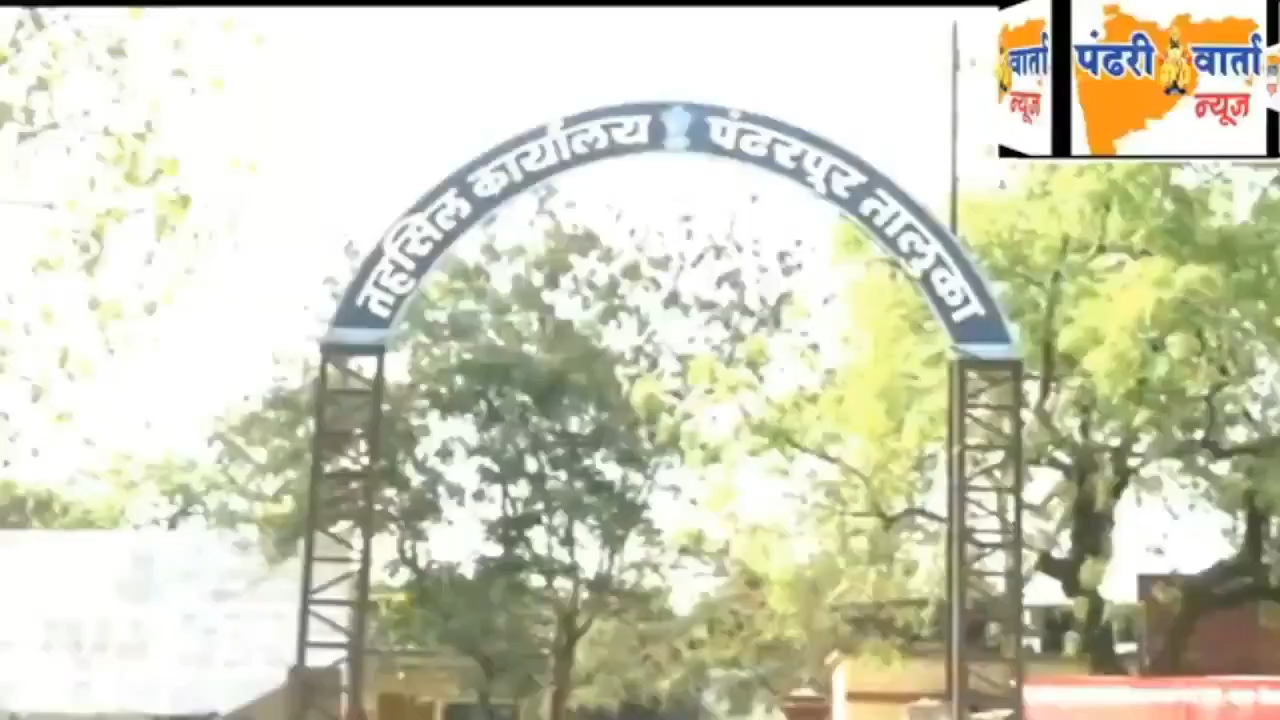 तहसिल कार्यालय पंढरपूर तालुका
पंढरी वार्ता
न्यूज
वार्ता
न्यूज